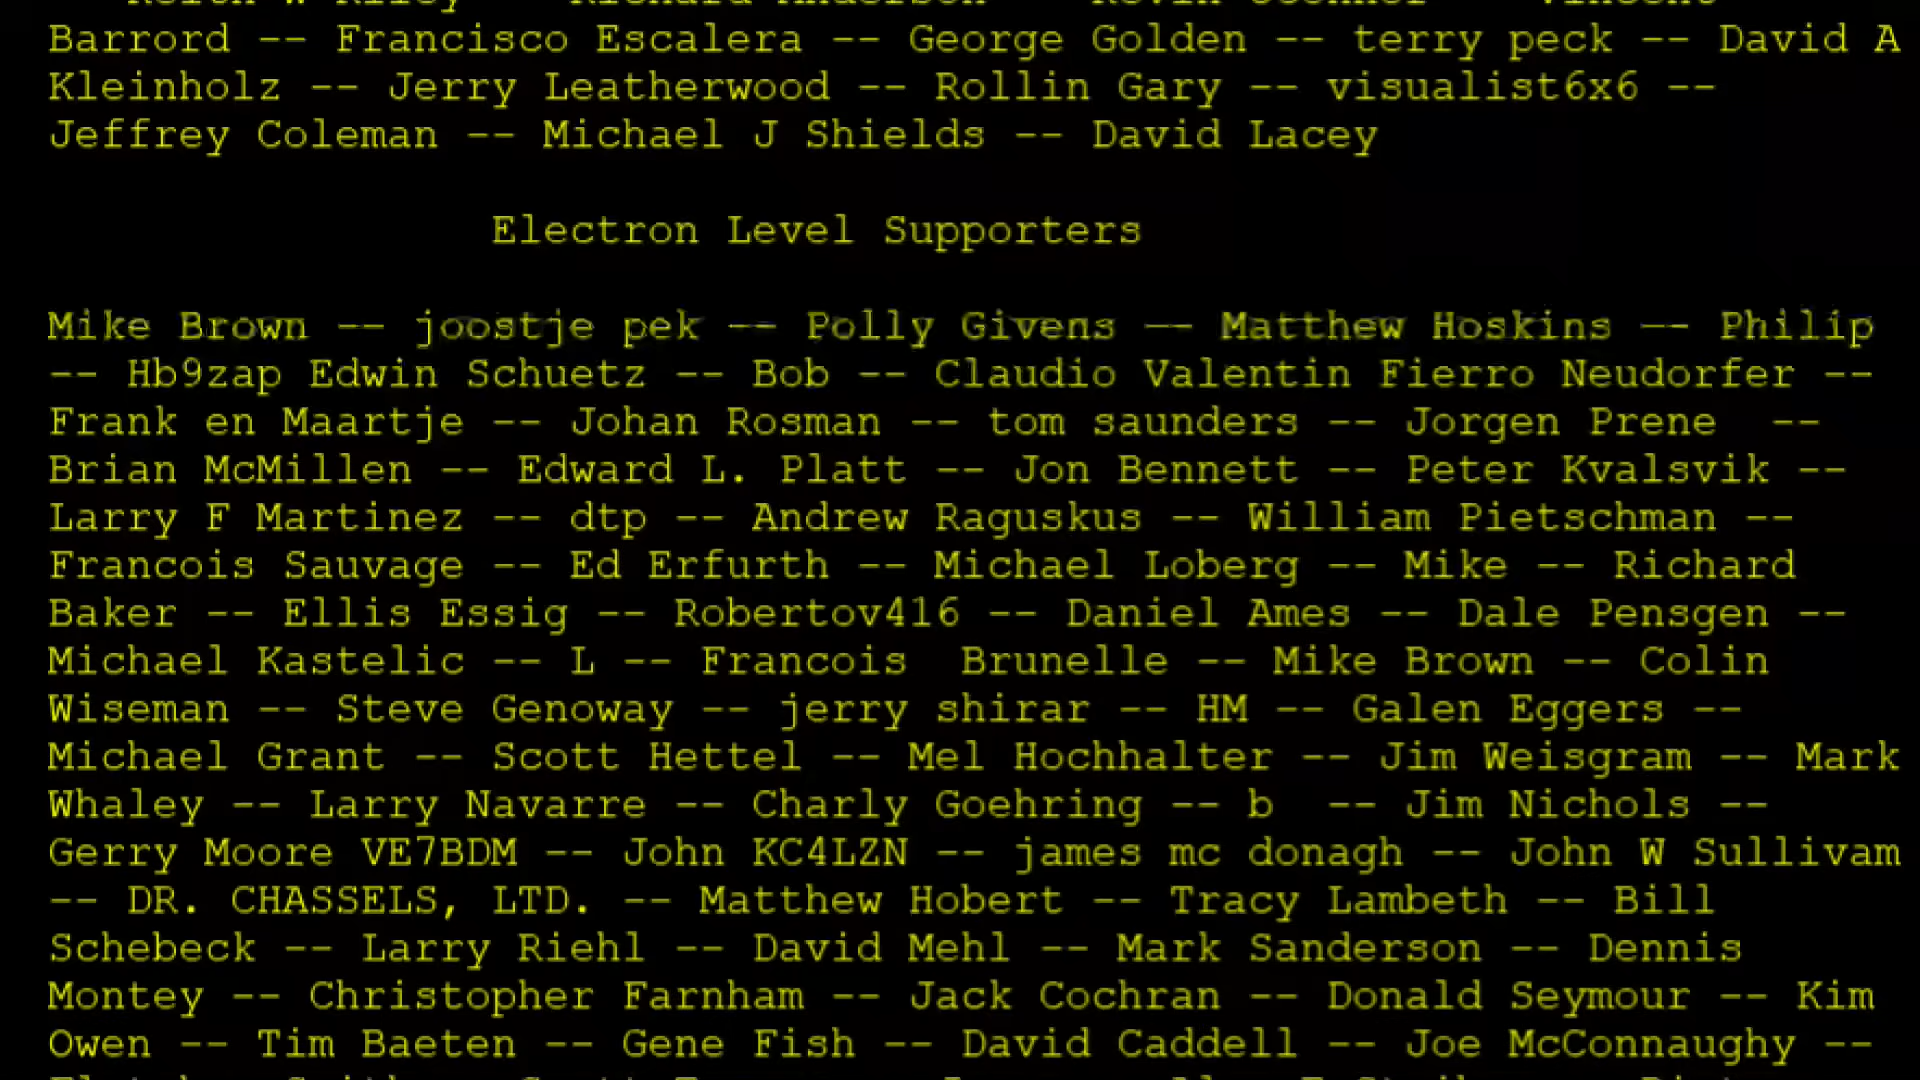 Barrord -- Francisco Escalera -- George Golden -- terry peck -- David A
Kleinholz -- Jerry Leatherwood -- Rollin Gary -- visualist6x6 --
Jeffrey Coleman -- Michael J Shields -- David Lacey
Electron Level Supporters
Mike Brown -- joostje pek -- Polly Givens -- Matthew Hoskins -- Philip
-- Hb9zap Edwin Schuetz -- Bob -- Claudio Valentin Fierro Neudorfer --
Frank en Maartje -- Johan Rosman -- tom saunders -- Jorgen Prene --
Brian McMillen -- Edward L. Platt -- Jon Bennett -- Peter Kvalsvik --
Larry F Martinez -- dtp -- Andrew Raguskus -- William Pietschman --
Francois Sauvage -- Ed Erfurth -- Michael Loberg -- Mike -- Richard
Baker -- Ellis Essig -- Robertov416 -- Daniel Ames -- Dale Pensgen --
Michael Kastelic -- L -- Francois Brunelle -- Mike Brown -- Colin
Wiseman -- Steve Genoway -- jerry shirar -- HM -- Galen Eggers --
Michael Grant -- Scott Hettel -- Mel Hochhalter -- Jim Weisgram -- Mark
Whaley -- Larry Navarre -- Charly Goehring -- b -- Jim Nichols --
Gerry Moore VE7BDM -- John KC4LZN -- james mc donagh -- John W Sullivam
-- DR. CHASSELS, LTD. -- Matthew Hobert -- Tracy Lambeth -- Bill
Schebeck -- Larry Riehl -- David Mehl -- Mark Sanderson -- Dennis
Montey -- Christopher Farnham -- Jack Cochran -- Donald Seymour -- Kim
Owen -- Tim Baeten -- Gene Fish -- David Caddell -- Joe McConnaughy --